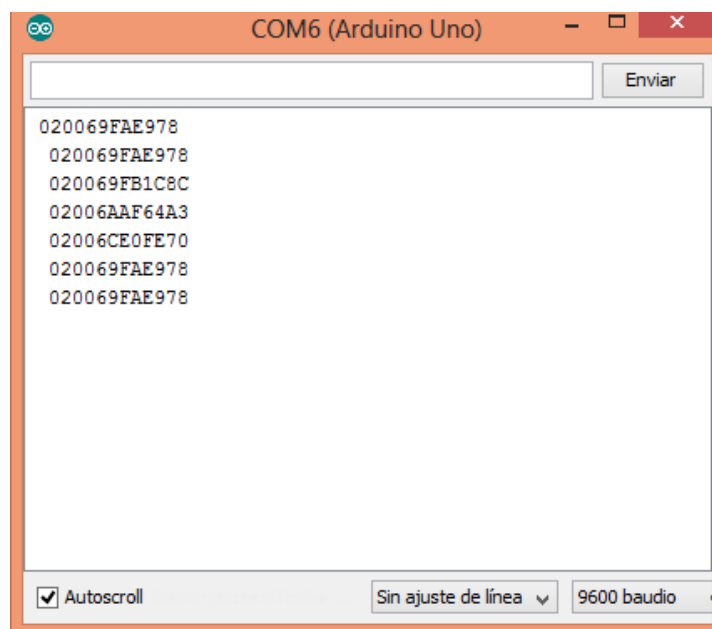 COM6 (Arduino Uno)
Enviar
020069FAE978
020069FAE978
020069FB1C8C
02006AAF64A3
02006CE0FE70
020069FAE978
020069FAE978
Autoscroll
Sin ajuste de línea
9600 baudio